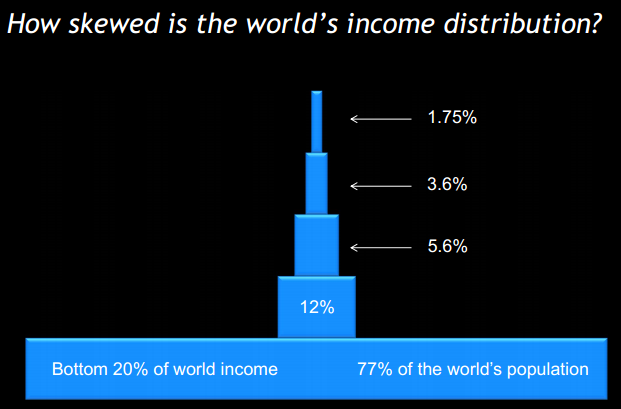 How skewed is the world’s income distribution?
1.75%
3.6%
5.6%
12%
Bottom 20% of world income 77% of the world’s population